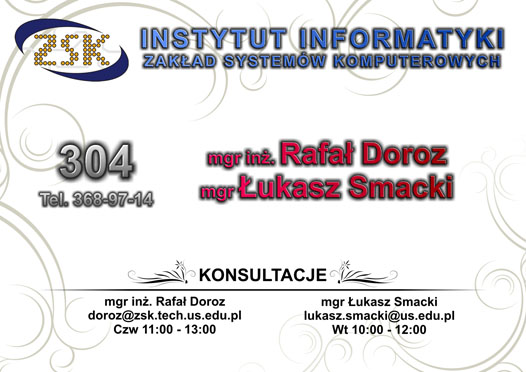 ZSK
INSTYTUT INFORMATYKI
ZAKŁAD SYSTEMÓW KOMPUTEROWYCH
304
Tel. 368-97-14
mgr inż. Rafał Doroz
mgr Łukasz Smacki
KONSULTACJE
mgr inż. Rafał Doroz
doroz@zsk.tech.us.edu.pl
Czw 11:00 - 13:00
mgr Łukasz Smacki
lukasz.smacki@us.edu.pl
Wt 10:00 - 12:00